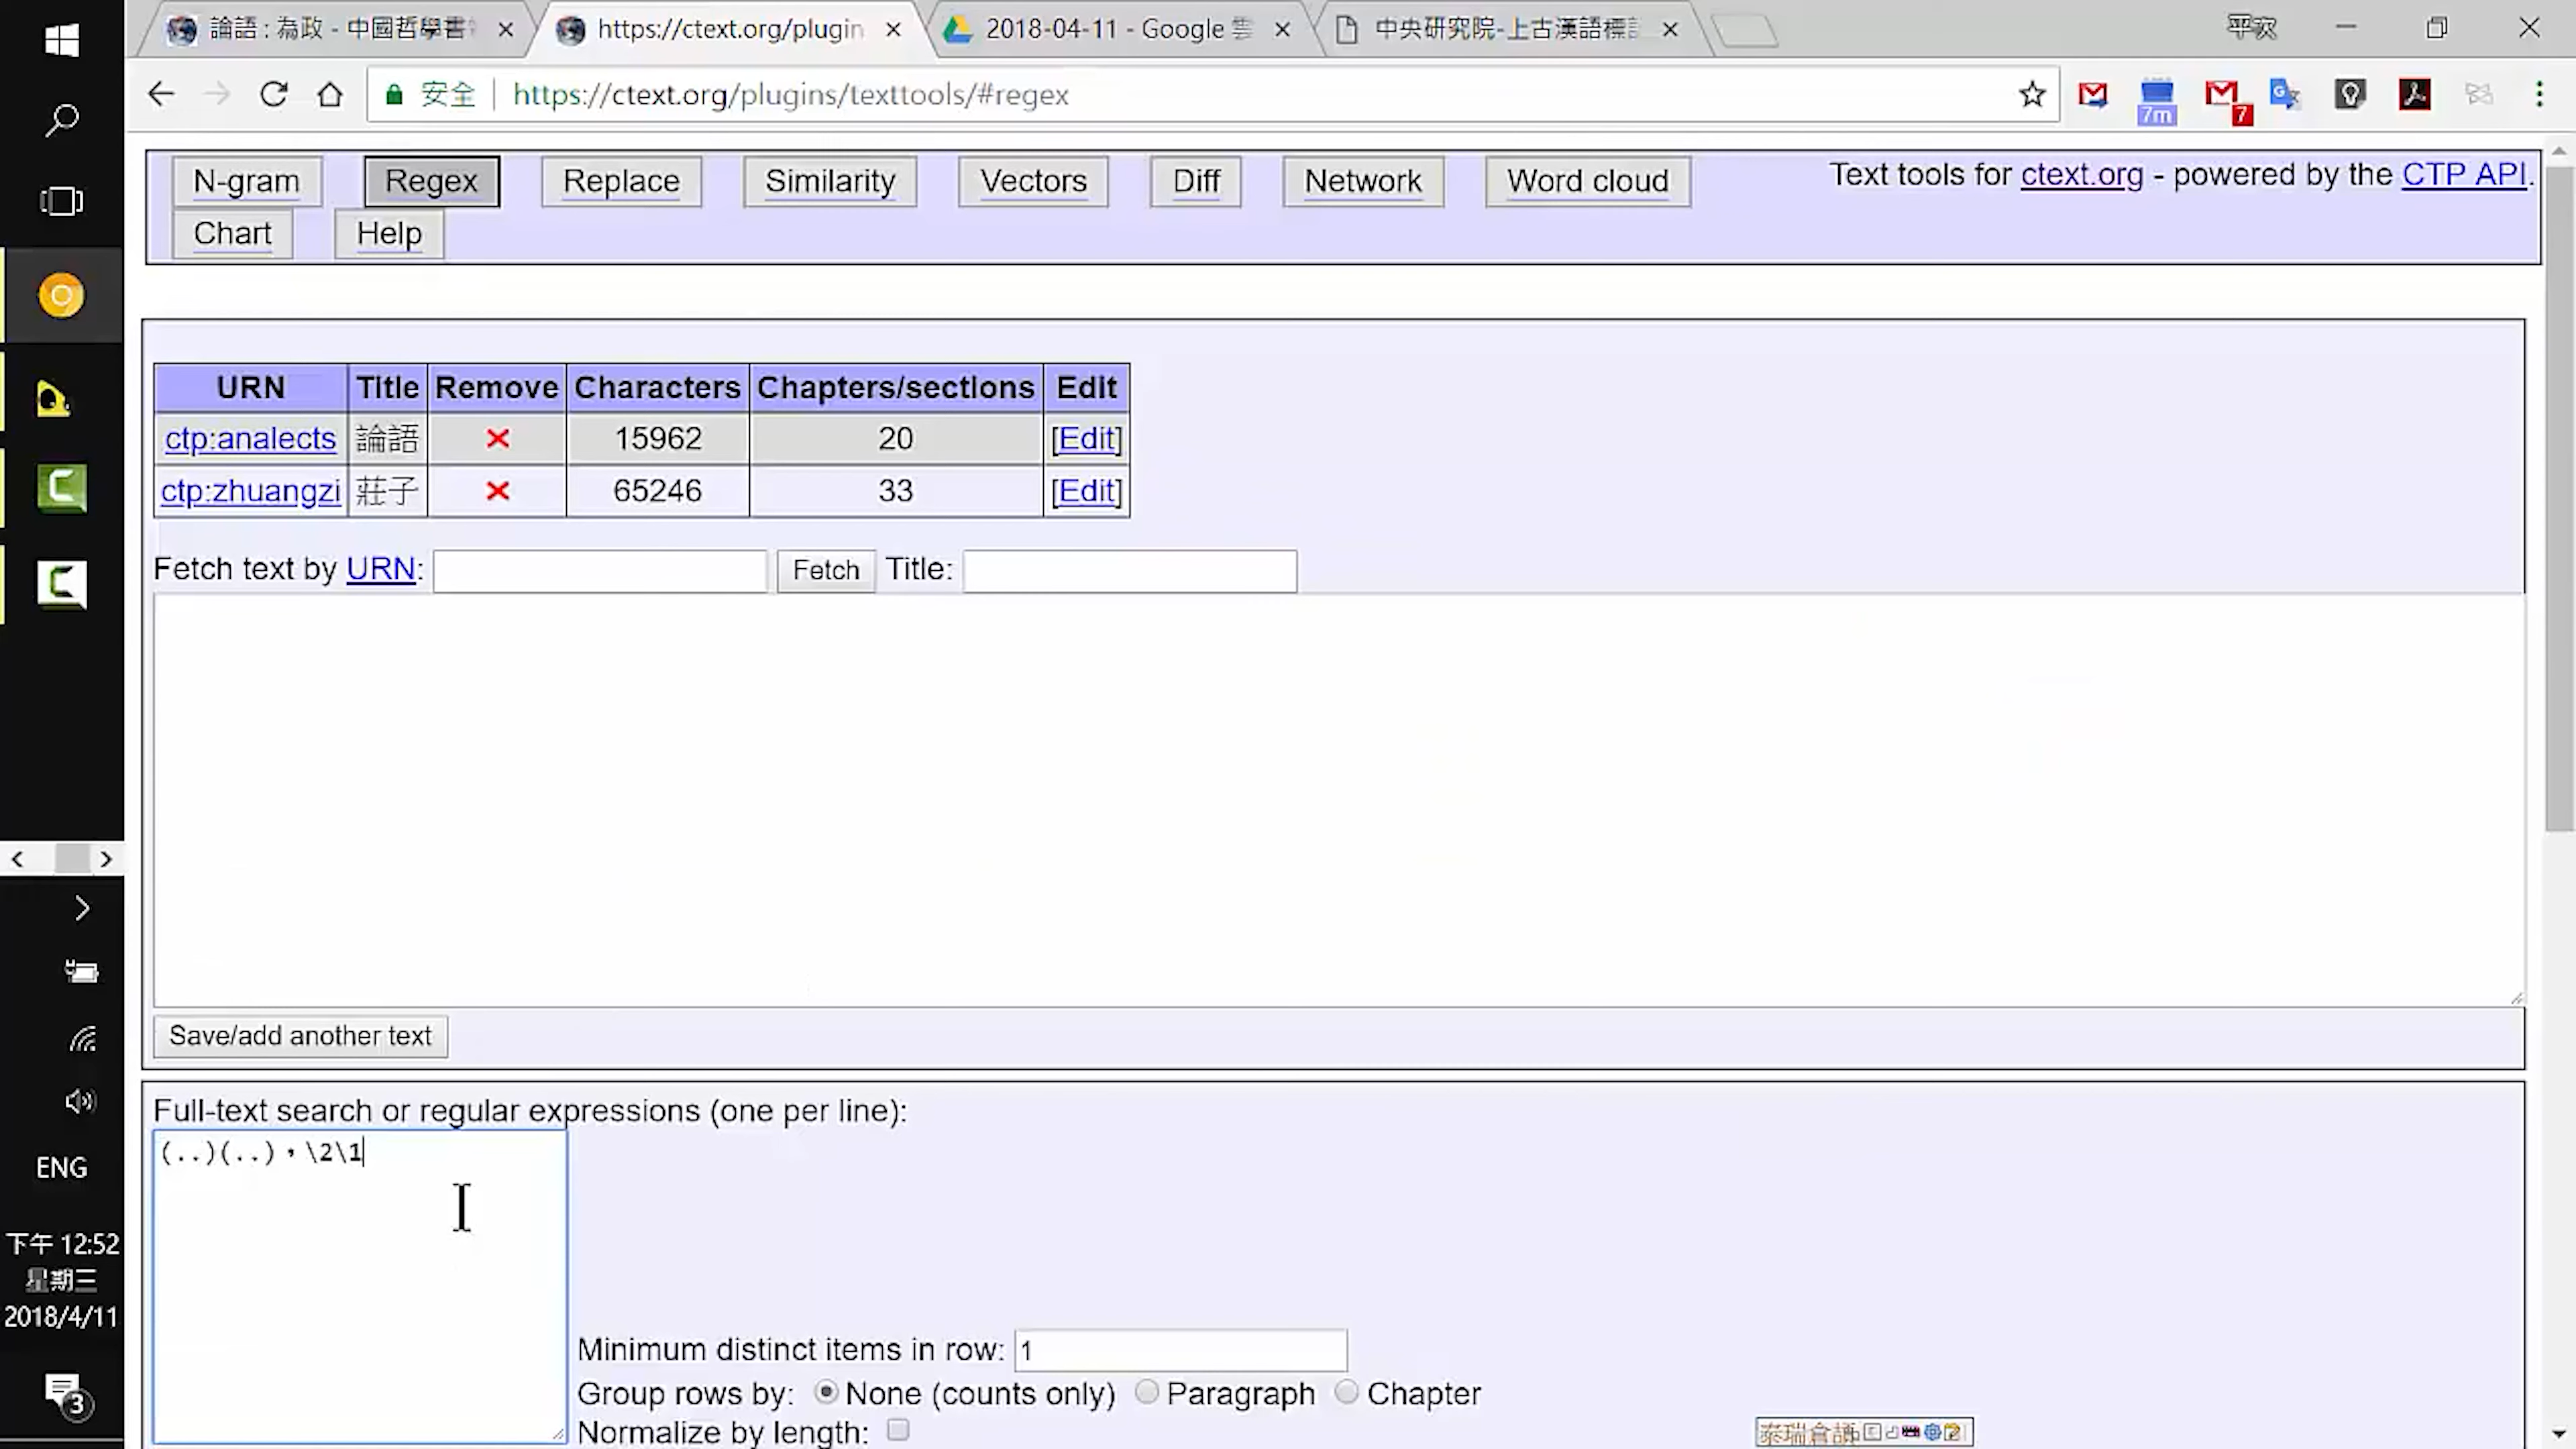 論語 : 為政 - 中國哲學書
https://ctext.org/plugin
2018-04-11 - Google 雲
中央研究院-上古漢語標記
安全
https://ctext.org/plugins/texttools/#regex
7m
7
N-gram
Regex
Replace
Similarity
Vectors
Diff
Network
Word cloud
Text tools for ctext.org - powered by the CTP API.
Chart
Help
URN Title Remove Characters Chapters/sections Edit
ctp:analects 論語 15962 20 [Edit]
ctp:zhuangzi 莊子 65246 33 [Edit]
Fetch text by URN: Fetch Title:
Save/add another text
Full-text search or regular expressions (one per line):
(..)(..),\2\1
Minimum distinct items in row: 1
Group rows by: None (counts only) Paragraph Chapter
Normalize by length:
ENG
下午 12:52
星期三
2018/4/11
3